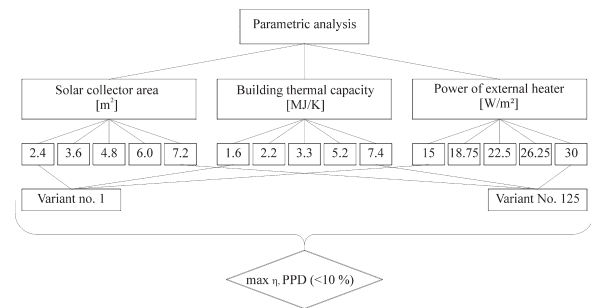 Parametric analysis
Solar collector area
[m²]
Building thermal capacity
[MJ/K]
Power of external heater
[W/m²]
2.4 3.6 4.8 6.0 7.2 1.6 2.2 3.3 5.2 7.4 15 18.75 22.5 26.25 30
Variant no. 1
Variant No. 125
max η, PPD (<10 %)